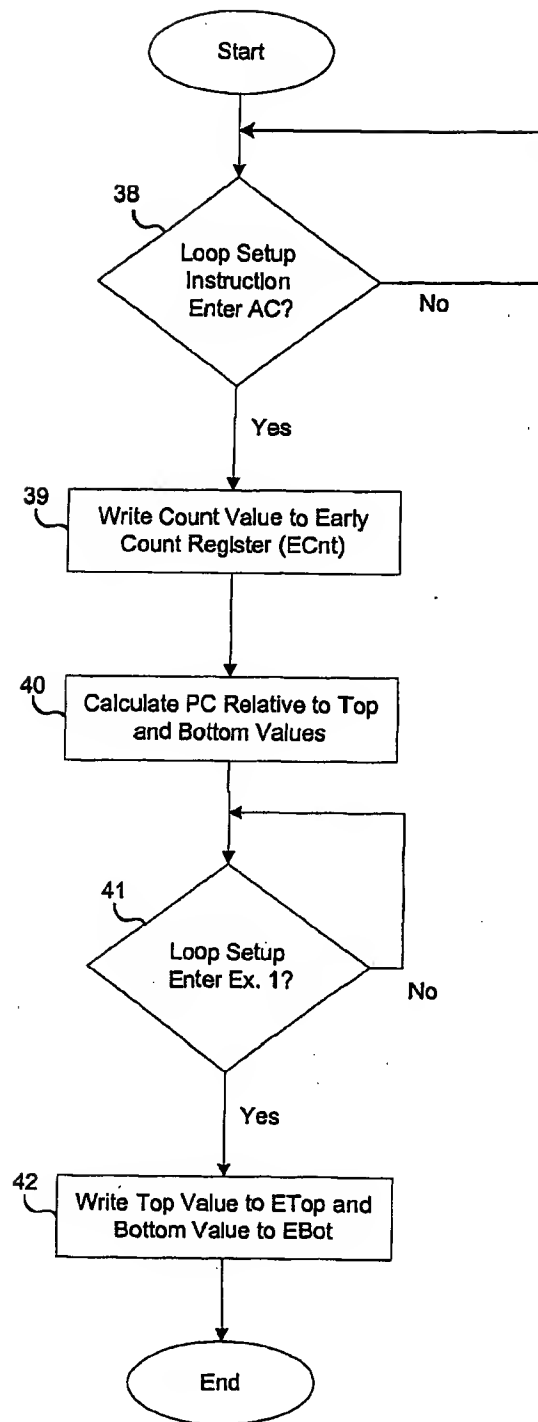 Start
38
Loop Setup
Instruction
Enter AC?
No
Yes
39
Write Count Value to Early
Count Register (ECnt)
40
Calculate PC Relative to Top
and Bottom Values
41
Loop Setup
Enter Ex. 1?
No
Yes
42
Write Top Value to ETop and
Bottom Value to EBot
End